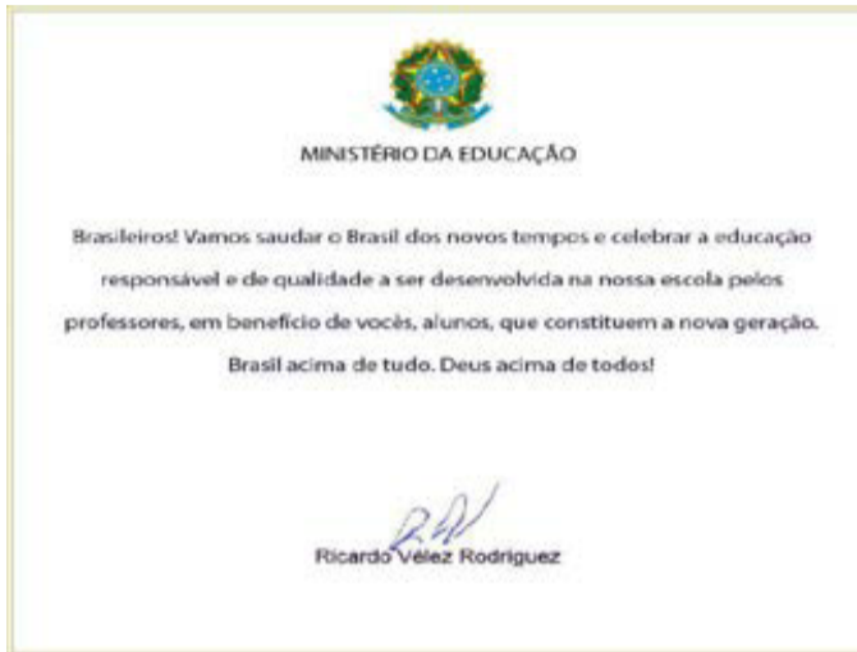 MINISTÉRIO DA EDUCAÇÃO
Brasileiros! Vamos saudar o Brasil dos novos tempos e celebrar a educação
responsável e de qualidade a ser desenvolvida na nossa escola pelos
professores, em benefício de vocês, alunos, que constituem a nova geração.
Brasil acima de tudo. Deus acima de todos!
Ricardo Vélez Rodríguez